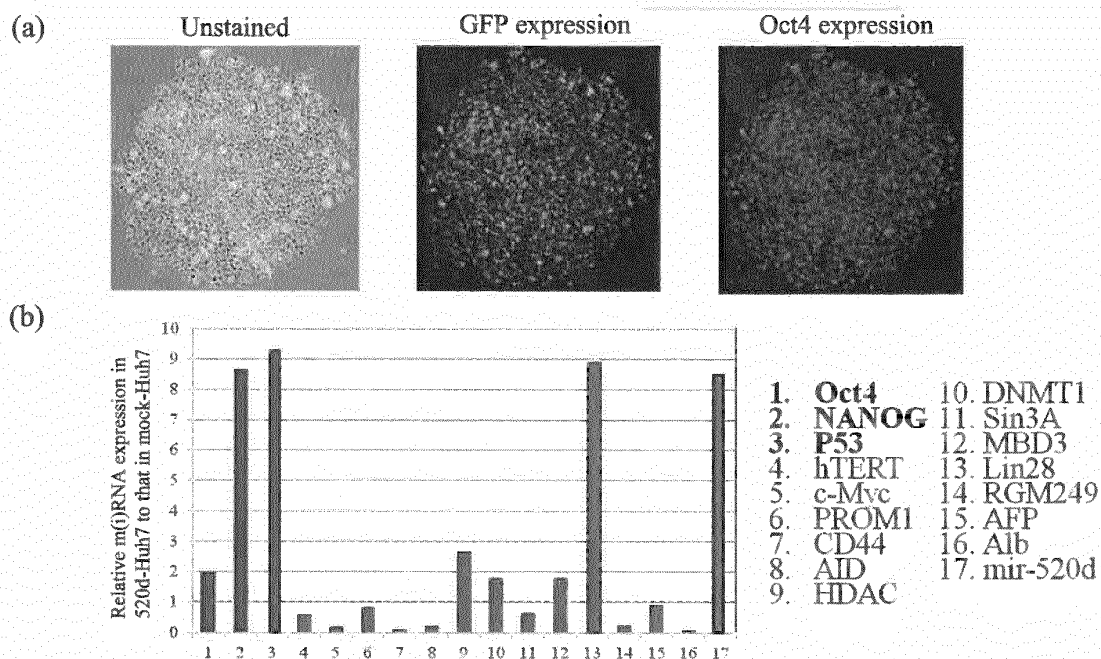 (a)
Unstained
GFP expression
Oct4 expression
(b)
Relative m(i)RNA expression in
520d-Huh7 to that in mock-Huh7
10
9
8
7
6
5
4
3
2
1
0
1 2 3 4 5 6 7 8 9 10 11 12 13 14 15 16 17
1. Oct4
2. NANOG
3. P53
4. hTERT
5. c-Myc
6. PROM1
7. CD44
8. AID
9. HDAC
10. DNMT1
11. Sin3A
12. MBD3
13. Lin28
14. RGM249
15. AFP
16. Alb
17. mir-520d